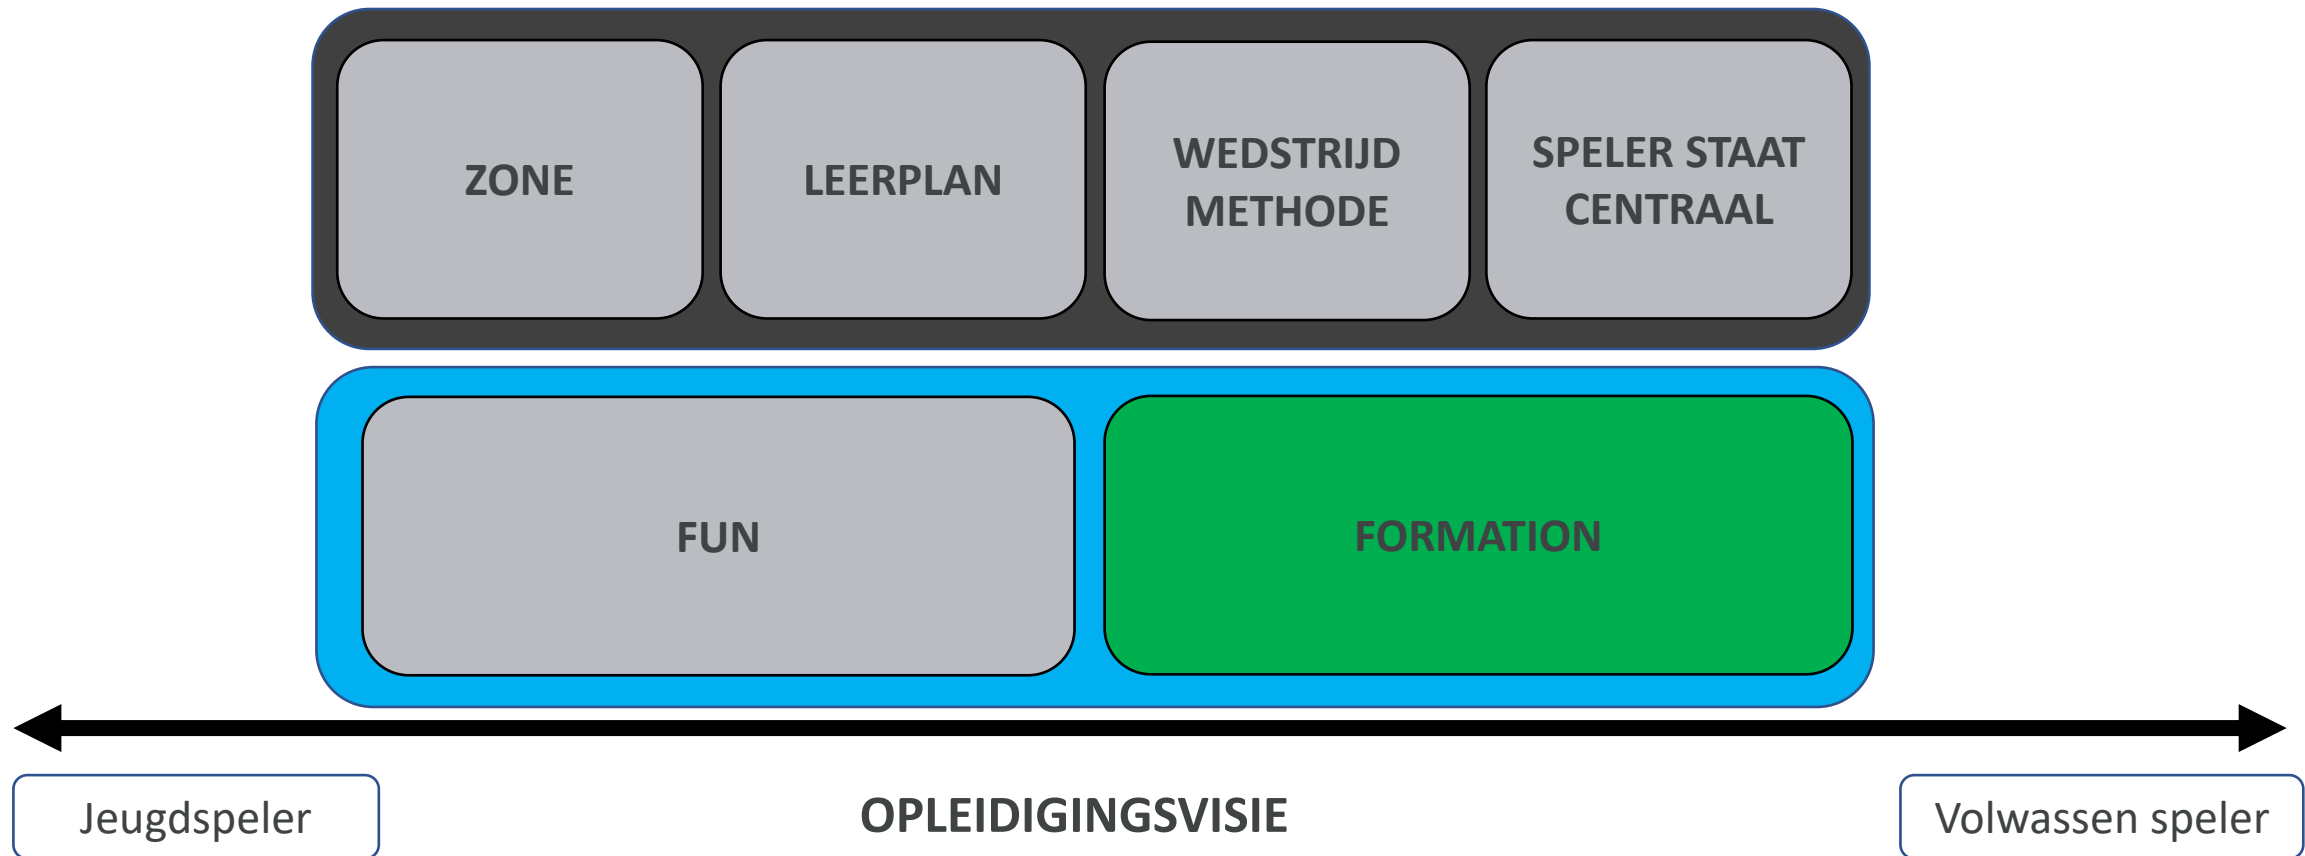 ZONE
LEERPLAN
WEDSTRIJD
METHODE
SPELER STAAT
CENTRAAL
FUN
FORMATION
Jeugdspeler
OPLEIDIGINGSVISIE
Volwassen speler